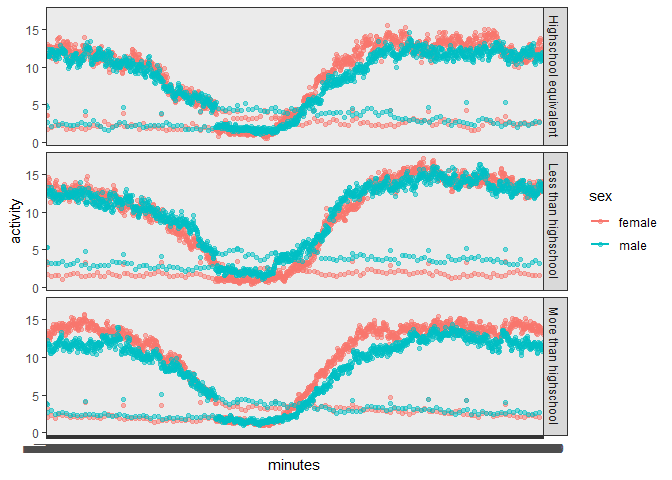 15
10
5
0
Highschool equivalent
15
10
5
0
Less than highschool
15
10
5
0
More than highschool
activity
minutes
sex
female
male